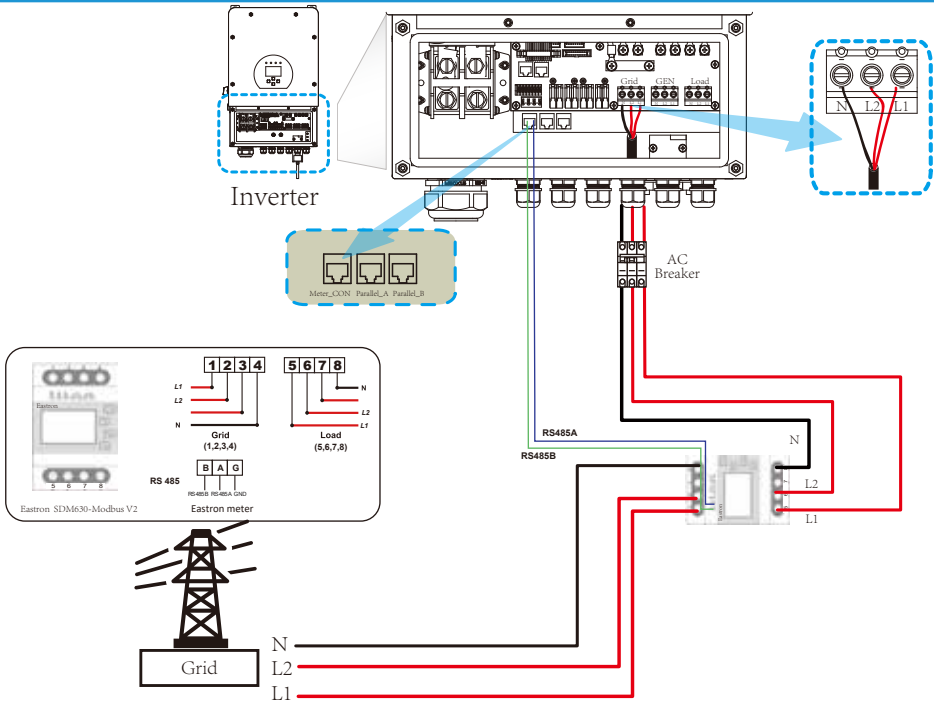 Grid
GEN
Load
N
L2
L1
Inverter
AC
Breaker
Meter_CON
Parallel_A
Parallel_B
1
2
3
4
5
6
7
8
Eastron
L1
L2
N
N
L2
L1
Grid
(1,2,3,4)
Load
(5,6,7,8)
RS 485
B
A
G
RS485B
RS485A
GND
5
6
7
8
Eastron SDM630-Modbus V2
Eastron meter
RS485A
RS485B
N
L2
L1
Eastron
Grid
N
L2
L1